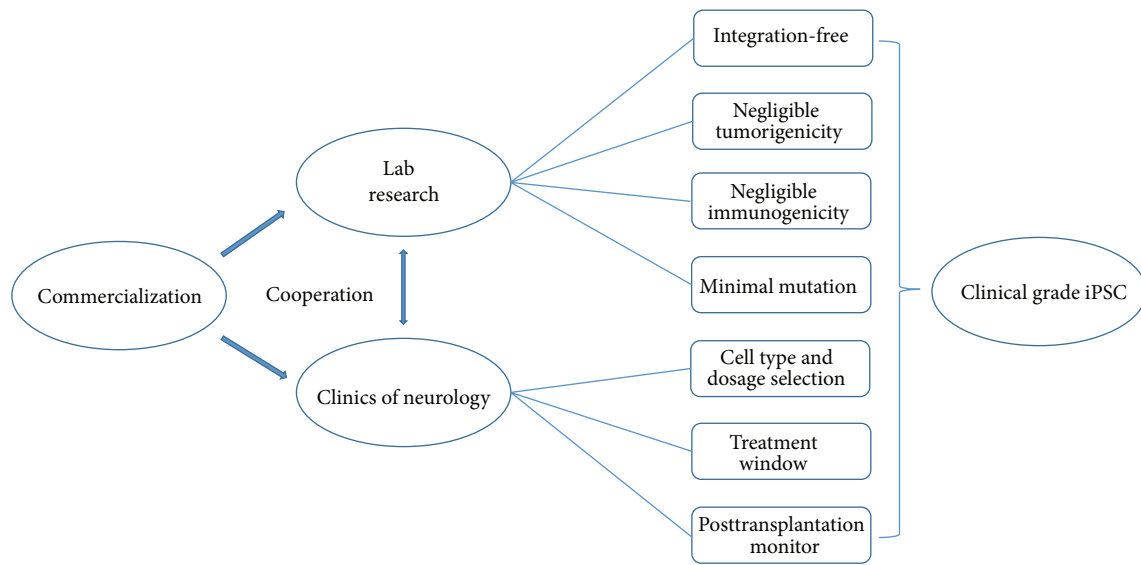 Commercialization
Cooperation
Lab
research
Clinics of neurology
Integration-free
Negligible
tumorigenicity
Negligible
immunogenicity
Minimal mutation
Cell type and
dosage selection
Treatment
window
Posttransplantation
monitor
Clinical grade iPSC